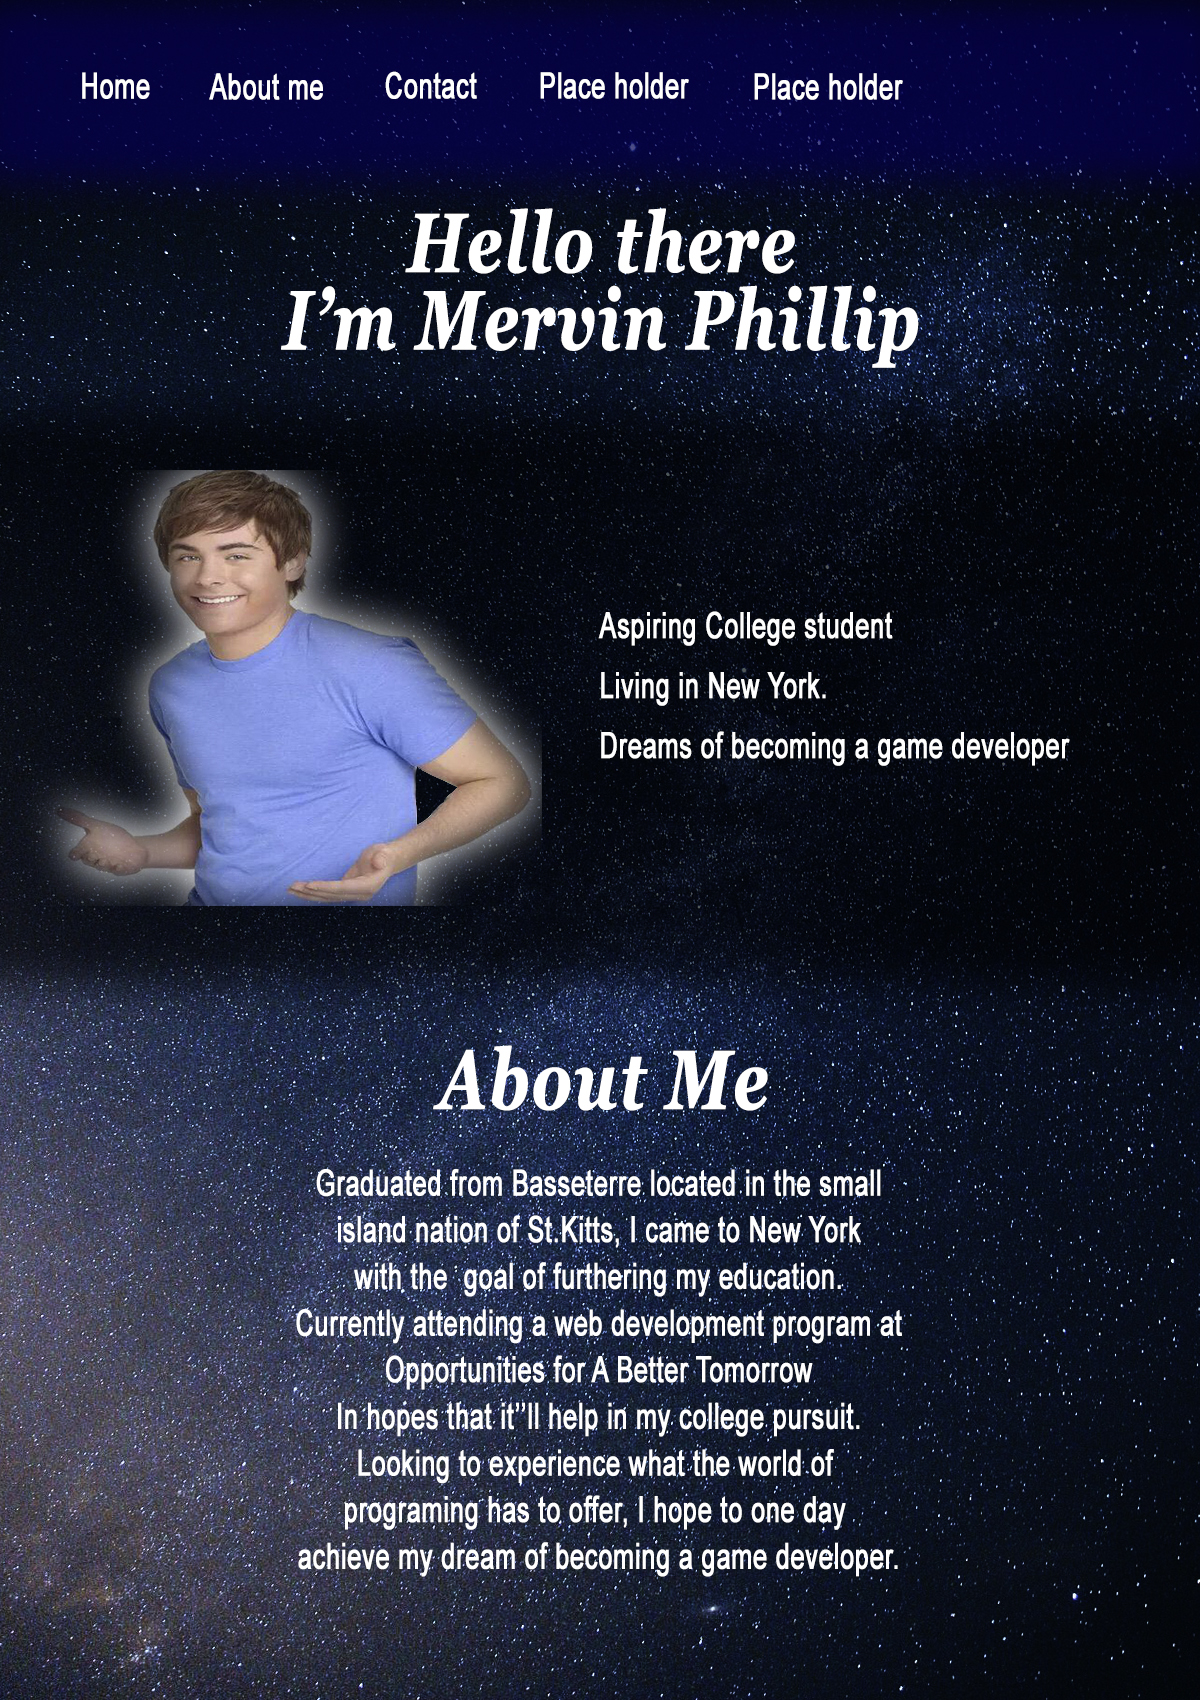 Home About me Contact Place holder Place holder
Hello there
I’m Mervin Phillip
Aspiring College student
Living in New York.
Dreams of becoming a game developer
About Me
Graduated from Basseterre located in the small
island nation of St.Kitts, I came to New York
with the  goal of furthering my education.
Currently attending a web development program at
Opportunities for A Better Tomorrow
In hopes that it’’ll help in my college pursuit.
Looking to experience what the world of
programing has to offer, I hope to one day
achieve my dream of becoming a game developer.